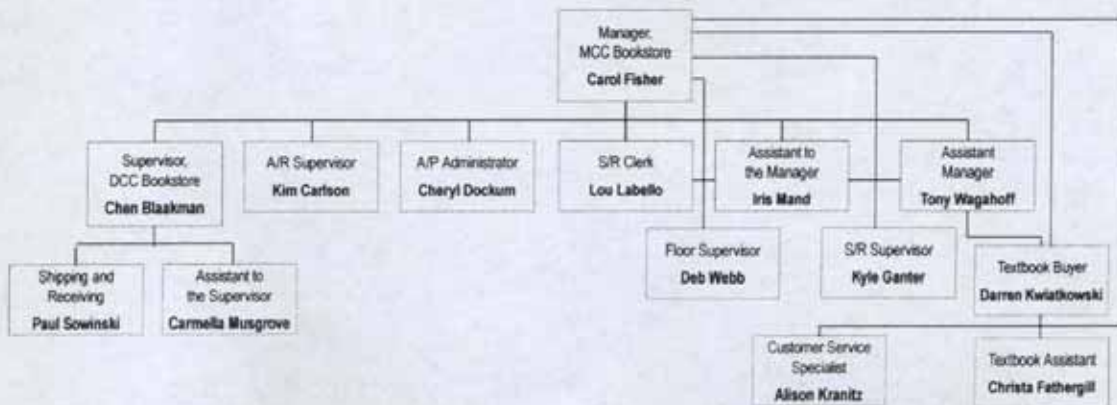 Manager,
MCC Bookstore
Carol Fisher
Supervisor,
DCC Bookstore
Chen Blaakman
A/R Supervisor
Kim Carlson
A/P Administrator
Cheryl Dockum
S/R Clerk
Lou Labello
Assistant to
the Manager
Iris Mand
Assistant
Manager
Tony Wagahoff
Floor Supervisor
Deb Webb
S/R Supervisor
Kyle Ganter
Textbook Buyer
Darren Kwiatkowski
Shipping and
Receiving
Paul Sowinski
Assistant to
the Supervisor
Carmella Musgrove
Customer Service
Specialist
Alison Kranitz
Textbook Assistant
Christa Fathergill